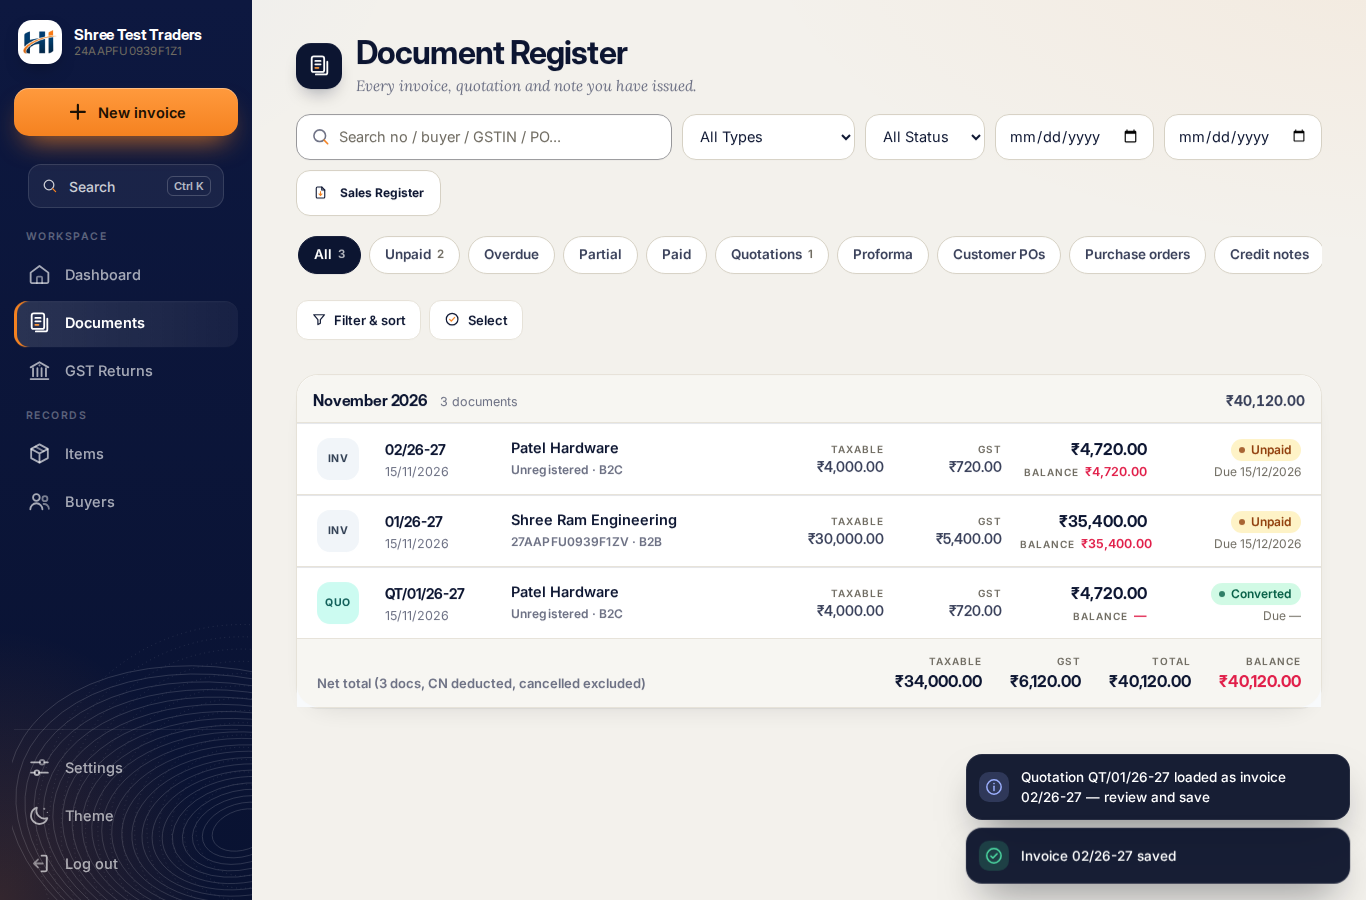 Hi
Shree Test Traders
24AAPFU0939F1Z1
New invoice
Search
Ctrl K
WORKSPACE
Dashboard
Documents
GST Returns
RECORDS
Items
Buyers
Settings
Theme
Log out
Document Register
Every invoice, quotation and note you have issued.
Search no / buyer / GSTIN / PO...
All Types
All Status
mm/dd/yyyy
mm/dd/yyyy
Sales Register
All 3
Unpaid 2
Overdue
Partial
Paid
Quotations 1
Proforma
Customer POs
Purchase orders
Credit notes
Filter & sort
Select
November 2026 3 documents ₹40,120.00
INV 02/26-27 Patel Hardware TAXABLE GST ₹4,720.00 Unpaid
15/11/2026 Unregistered · B2C ₹4,000.00 ₹720.00 BALANCE ₹4,720.00 Due 15/12/2026
INV 01/26-27 Shree Ram Engineering TAXABLE GST ₹35,400.00 Unpaid
15/11/2026 27AAPFU0939F1ZV · B2B ₹30,000.00 ₹5,400.00 BALANCE ₹35,400.00 Due 15/12/2026
QUO QT/01/26-27 Patel Hardware TAXABLE GST ₹4,720.00 Converted
15/11/2026 Unregistered · B2C ₹4,000.00 ₹720.00 BALANCE — Due —
TAXABLE GST TOTAL BALANCE
Net total (3 docs, CN deducted, cancelled excluded) ₹34,000.00 ₹6,120.00 ₹40,120.00 ₹40,120.00
Quotation QT/01/26-27 loaded as invoice
02/26-27 — review and save
Invoice 02/26-27 saved